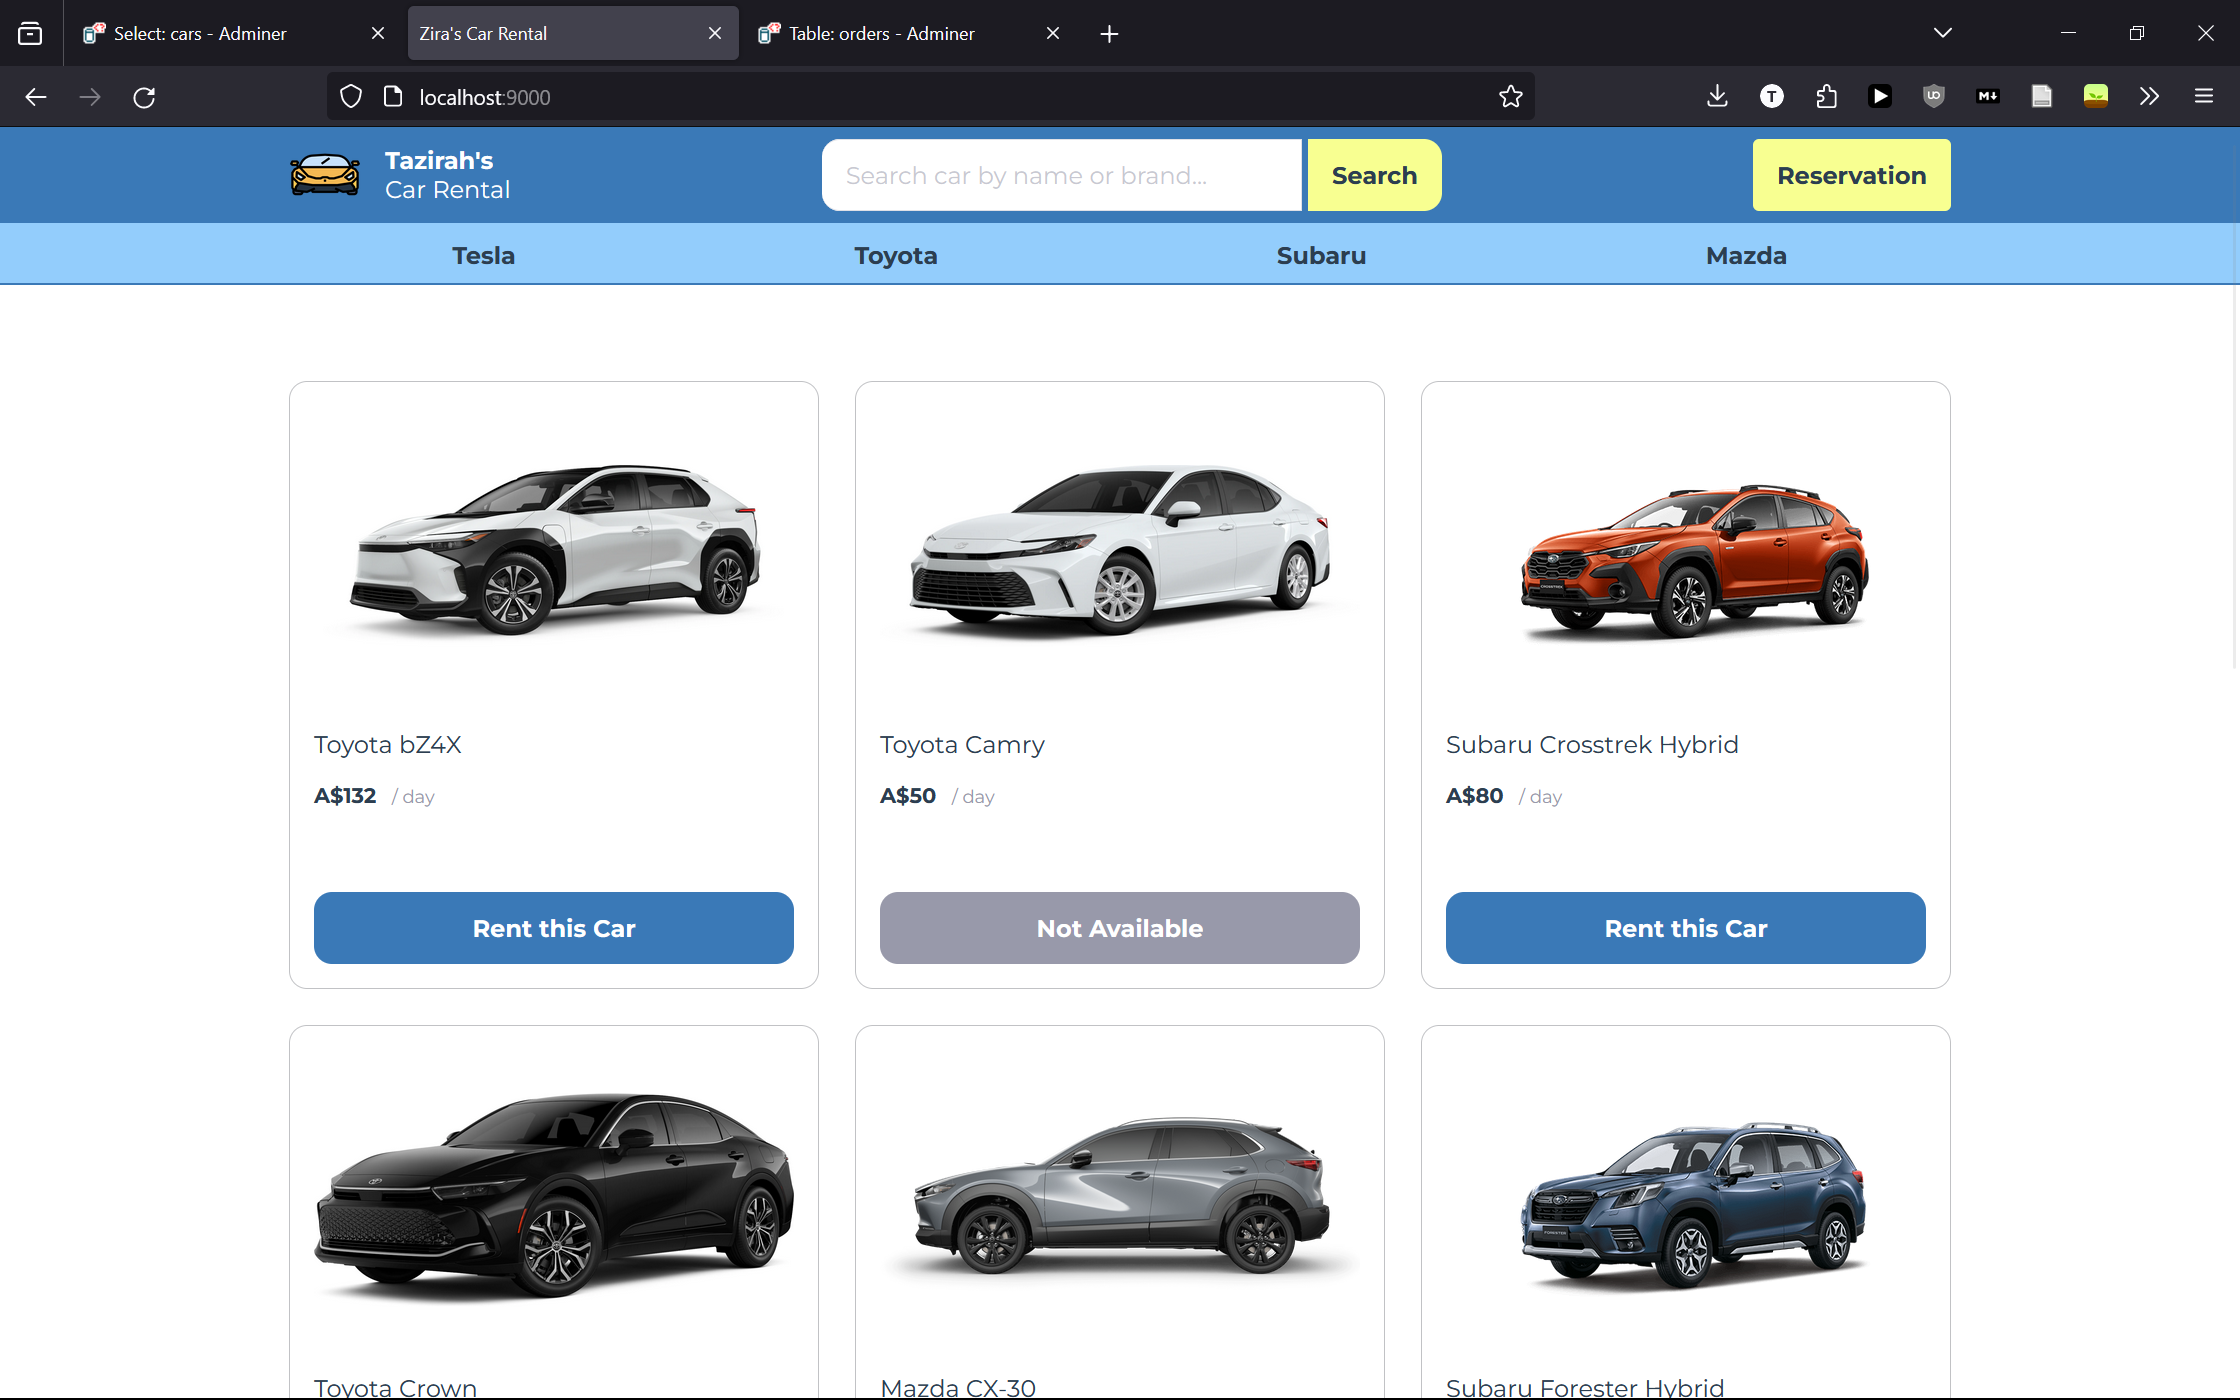 Select: cars - Adminer
Zira's Car Rental
Table: orders - Adminer
localhost:9000
Tazirah's
Car Rental
Search car by name or brand...
Search
Reservation
Tesla
Toyota
Subaru
Mazda
Toyota bZ4X
A$132 / day
Rent this Car
Toyota Camry
A$50 / day
Not Available
Subaru Crosstrek Hybrid
A$80 / day
Rent this Car
Toyota Crown
Mazda CX-30
Subaru Forester Hybrid